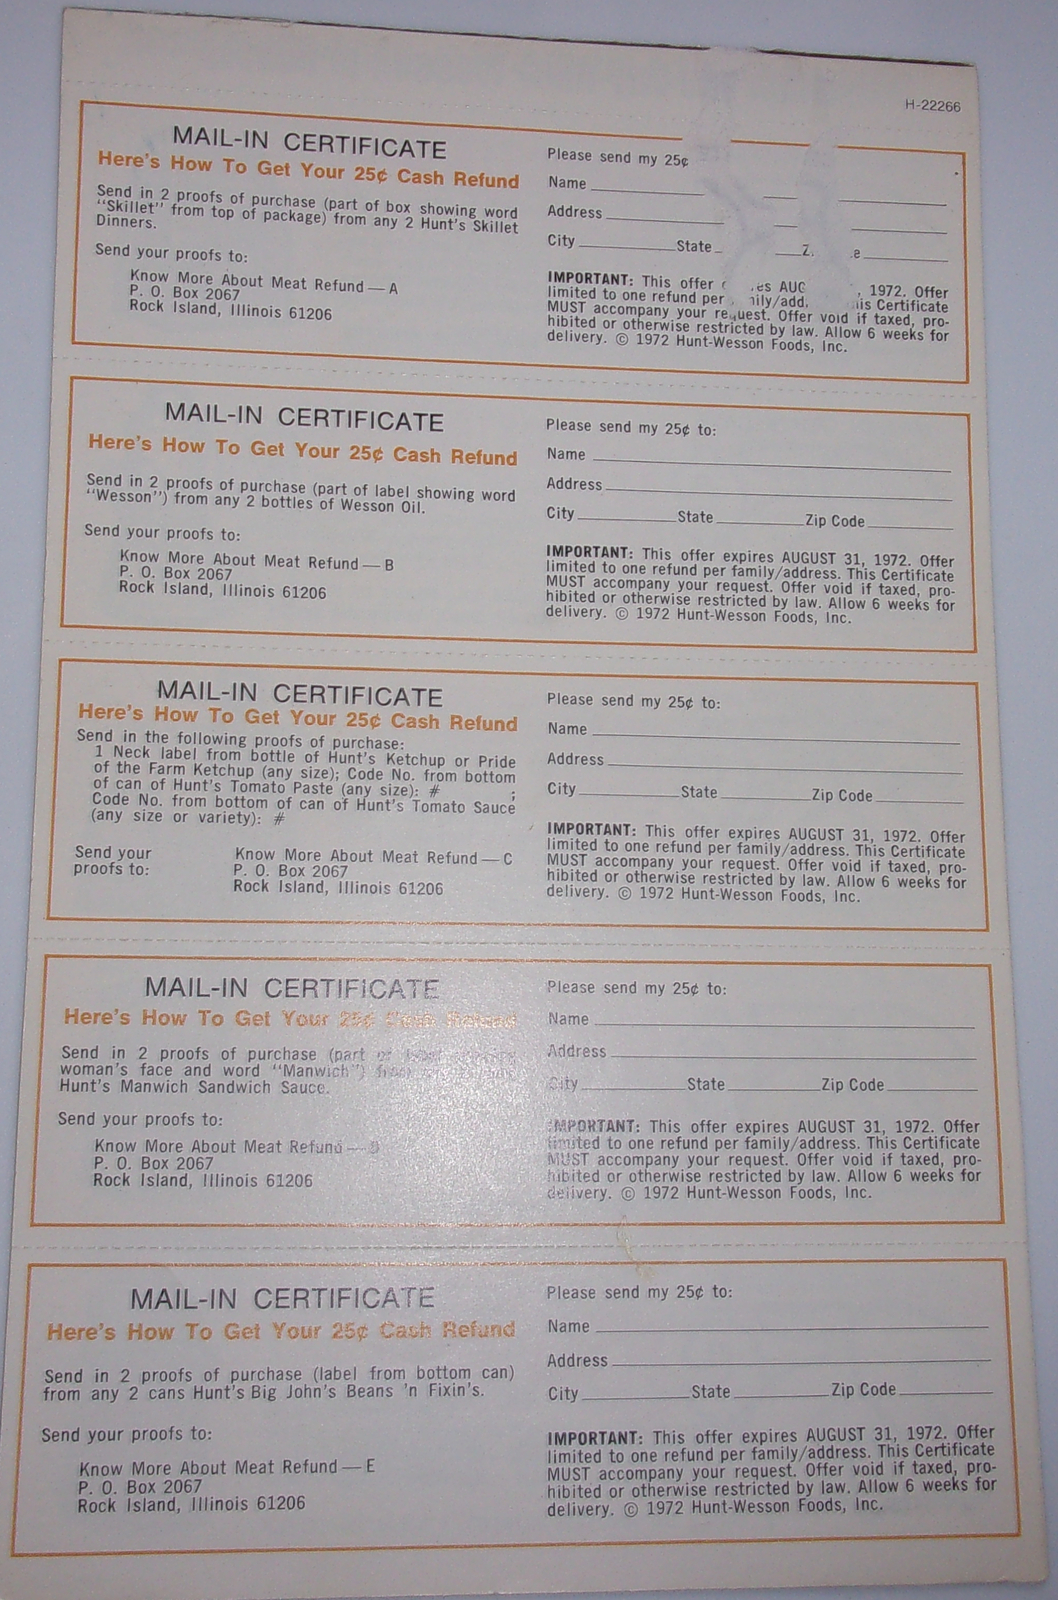 H-22266
MAIL-IN CERTIFICATE
Here's How To Get Your 25¢ Cash Refund
Send in 2 proofs of purchase (part of box showing word
"Skillet" from top of package) from any 2 Hunt's Skillet
Dinners.
Send your proofs to:
Know More About Meat Refund — A
P. O. Box 2067
Rock Island, Illinois 61206
Please send my 25¢
Name
Address
City State
IMPORTANT: This offer AUG 1972. Offer
limited to one refund per Certificate
MUST accompany your request. Offer void if taxed, pro-
hibited or otherwise restricted by law. Allow 6 weeks for
delivery. © 1972 Hunt-Wesson Foods, Inc.
MAIL-IN CERTIFICATE
Here's How To Get Your 25¢ Cash Refund
Send in 2 proofs of purchase (part of label showing word
"Wesson") from any 2 bottles of Wesson Oil.
Send your proofs to:
Know More About Meat Refund — B
P. O. Box 2067
Rock Island, Illinois 61206
Please send my 25¢ to:
Name
Address
City State Zip Code
IMPORTANT: This offer expires AUGUST 31, 1972. Offer
limited to one refund per family/address. This Certificate
MUST accompany your request. Offer void if taxed, pro-
hibited or otherwise restricted by law. Allow 6 weeks for
delivery. © 1972 Hunt-Wesson Foods, Inc.
MAIL-IN CERTIFICATE
Here's How To Get Your 25¢ Cash Refund
Send in the following proofs of purchase:
1 Neck label from bottle of Hunt's Ketchup or Pride
of the Farm Ketchup (any size); Code No. from bottom
of can of Hunt's Tomato Paste (any size): # ;
Code No. from bottom of can of Hunt's Tomato Sauce
(any size or variety): #
Send your
proofs to:
Know More About Meat Refund — C
P. O. Box 2067
Rock Island, Illinois 61206
Please send my 25¢ to:
Name
Address
City State Zip Code
IMPORTANT: This offer expires AUGUST 31, 1972. Offer
limited to one refund per family/address. This Certificate
MUST accompany your request. Offer void if taxed, pro-
hibited or otherwise restricted by law. Allow 6 weeks for
delivery. © 1972 Hunt-Wesson Foods, Inc.
MAIL-IN CERTIFICATE
Here's How To Get Your 25¢ Cash Refund
Send in 2 proofs of purchase (part or
woman's face and word "Manwich")
Hunt's Manwich Sandwich Sauce.
Send your proofs to:
Know More About Meat Refund — D
P. O. Box 2067
Rock Island, Illinois 61206
Please send my 25¢ to:
Name
Address
City State Zip Code
IMPORTANT: This offer expires AUGUST 31, 1972. Offer
limited to one refund per family/address. This Certificate
MUST accompany your request. Offer void if taxed, pro-
hibited or otherwise restricted by law. Allow 6 weeks for
delivery. © 1972 Hunt-Wesson Foods, Inc.
MAIL-IN CERTIFICATE
Here's How To Get Your 25¢ Cash Refund
Send in 2 proofs of purchase (label from bottom can)
from any 2 cans Hunt's Big John's Beans 'n Fixin's.
Send your proofs to:
Know More About Meat Refund — E
P. O. Box 2067
Rock Island, Illinois 61206
Please send my 25¢ to:
Name
Address
City State Zip Code
IMPORTANT: This offer expires AUGUST 31, 1972. Offer
limited to one refund per family/address. This Certificate
MUST accompany your request. Offer void if taxed, pro-
hibited or otherwise restricted by law. Allow 6 weeks for
delivery. © 1972 Hunt-Wesson Foods, Inc.